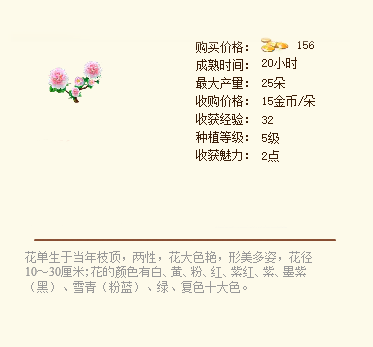 购买价格: 156
成熟时间: 20小时
最大产量: 25朵
收购价格: 15金币/朵
收获经验: 32
种植等级: 5级
收获魅力: 2点
花单生于当年枝顶，两性，花大色艳，形美多姿，花径
10～30厘米;花的颜色有白、黄、粉、红、紫红、紫、墨紫
（黑）、雪青（粉蓝）、绿、复色十大色。